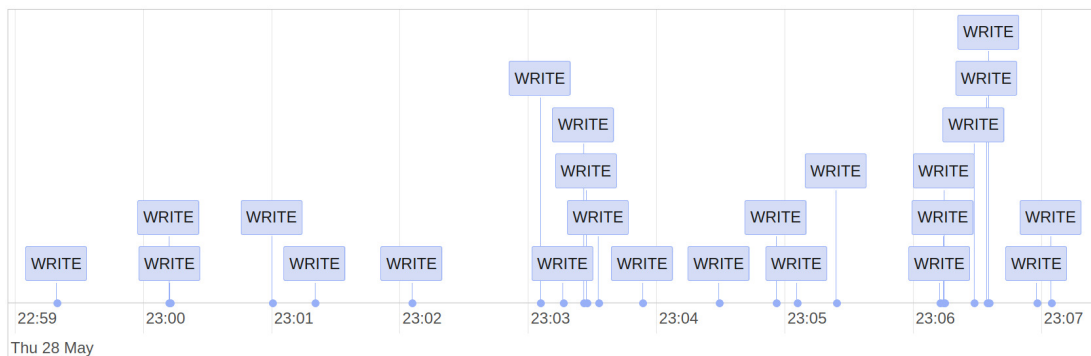 WRITE
WRITE WRITE
WRITE
WRITE WRITE WRITE
WRITE WRITE WRITE WRITE WRITE WRITE
WRITE WRITE WRITE WRITE WRITE WRITE WRITE WRITE WRITE WRITE
22:59 23:00 23:01 23:02 23:03 23:04 23:05 23:06 23:07
Thu 28 May